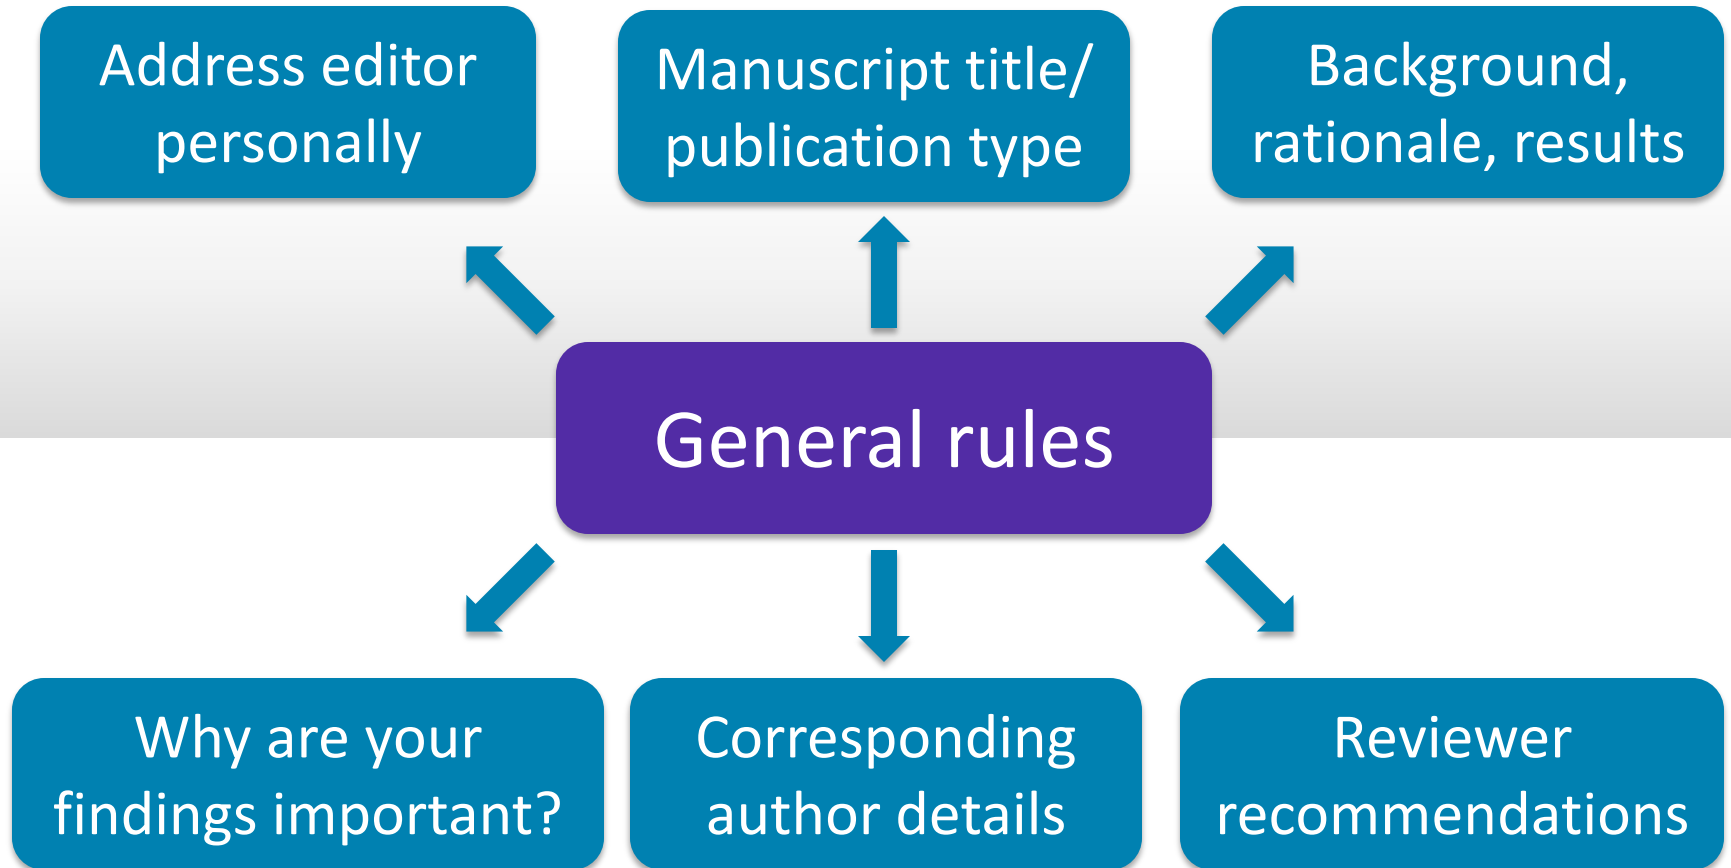 Address editor
personally
Manuscript title/
publication type
Background,
rationale, results
General rules
Why are your
findings important?
Corresponding
author details
Reviewer
recommendations